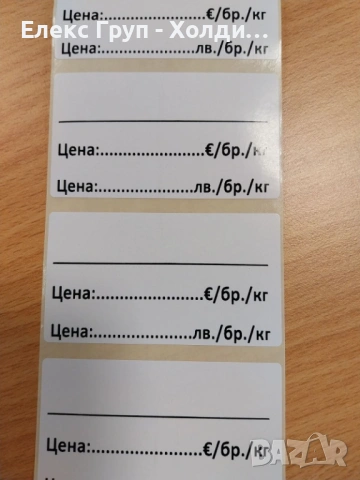 Елекс Груп - Холди...
Цена:........................€/бр./кг
Цена:......................лв./бр./кг
Цена:.........................€/бр./кг
Цена:......................лв./бр./кг
Цена:.........................€/бр./кг
Цена:.......................лв./бр./кг
Цена:..........................€/бр./кг
BAZAR